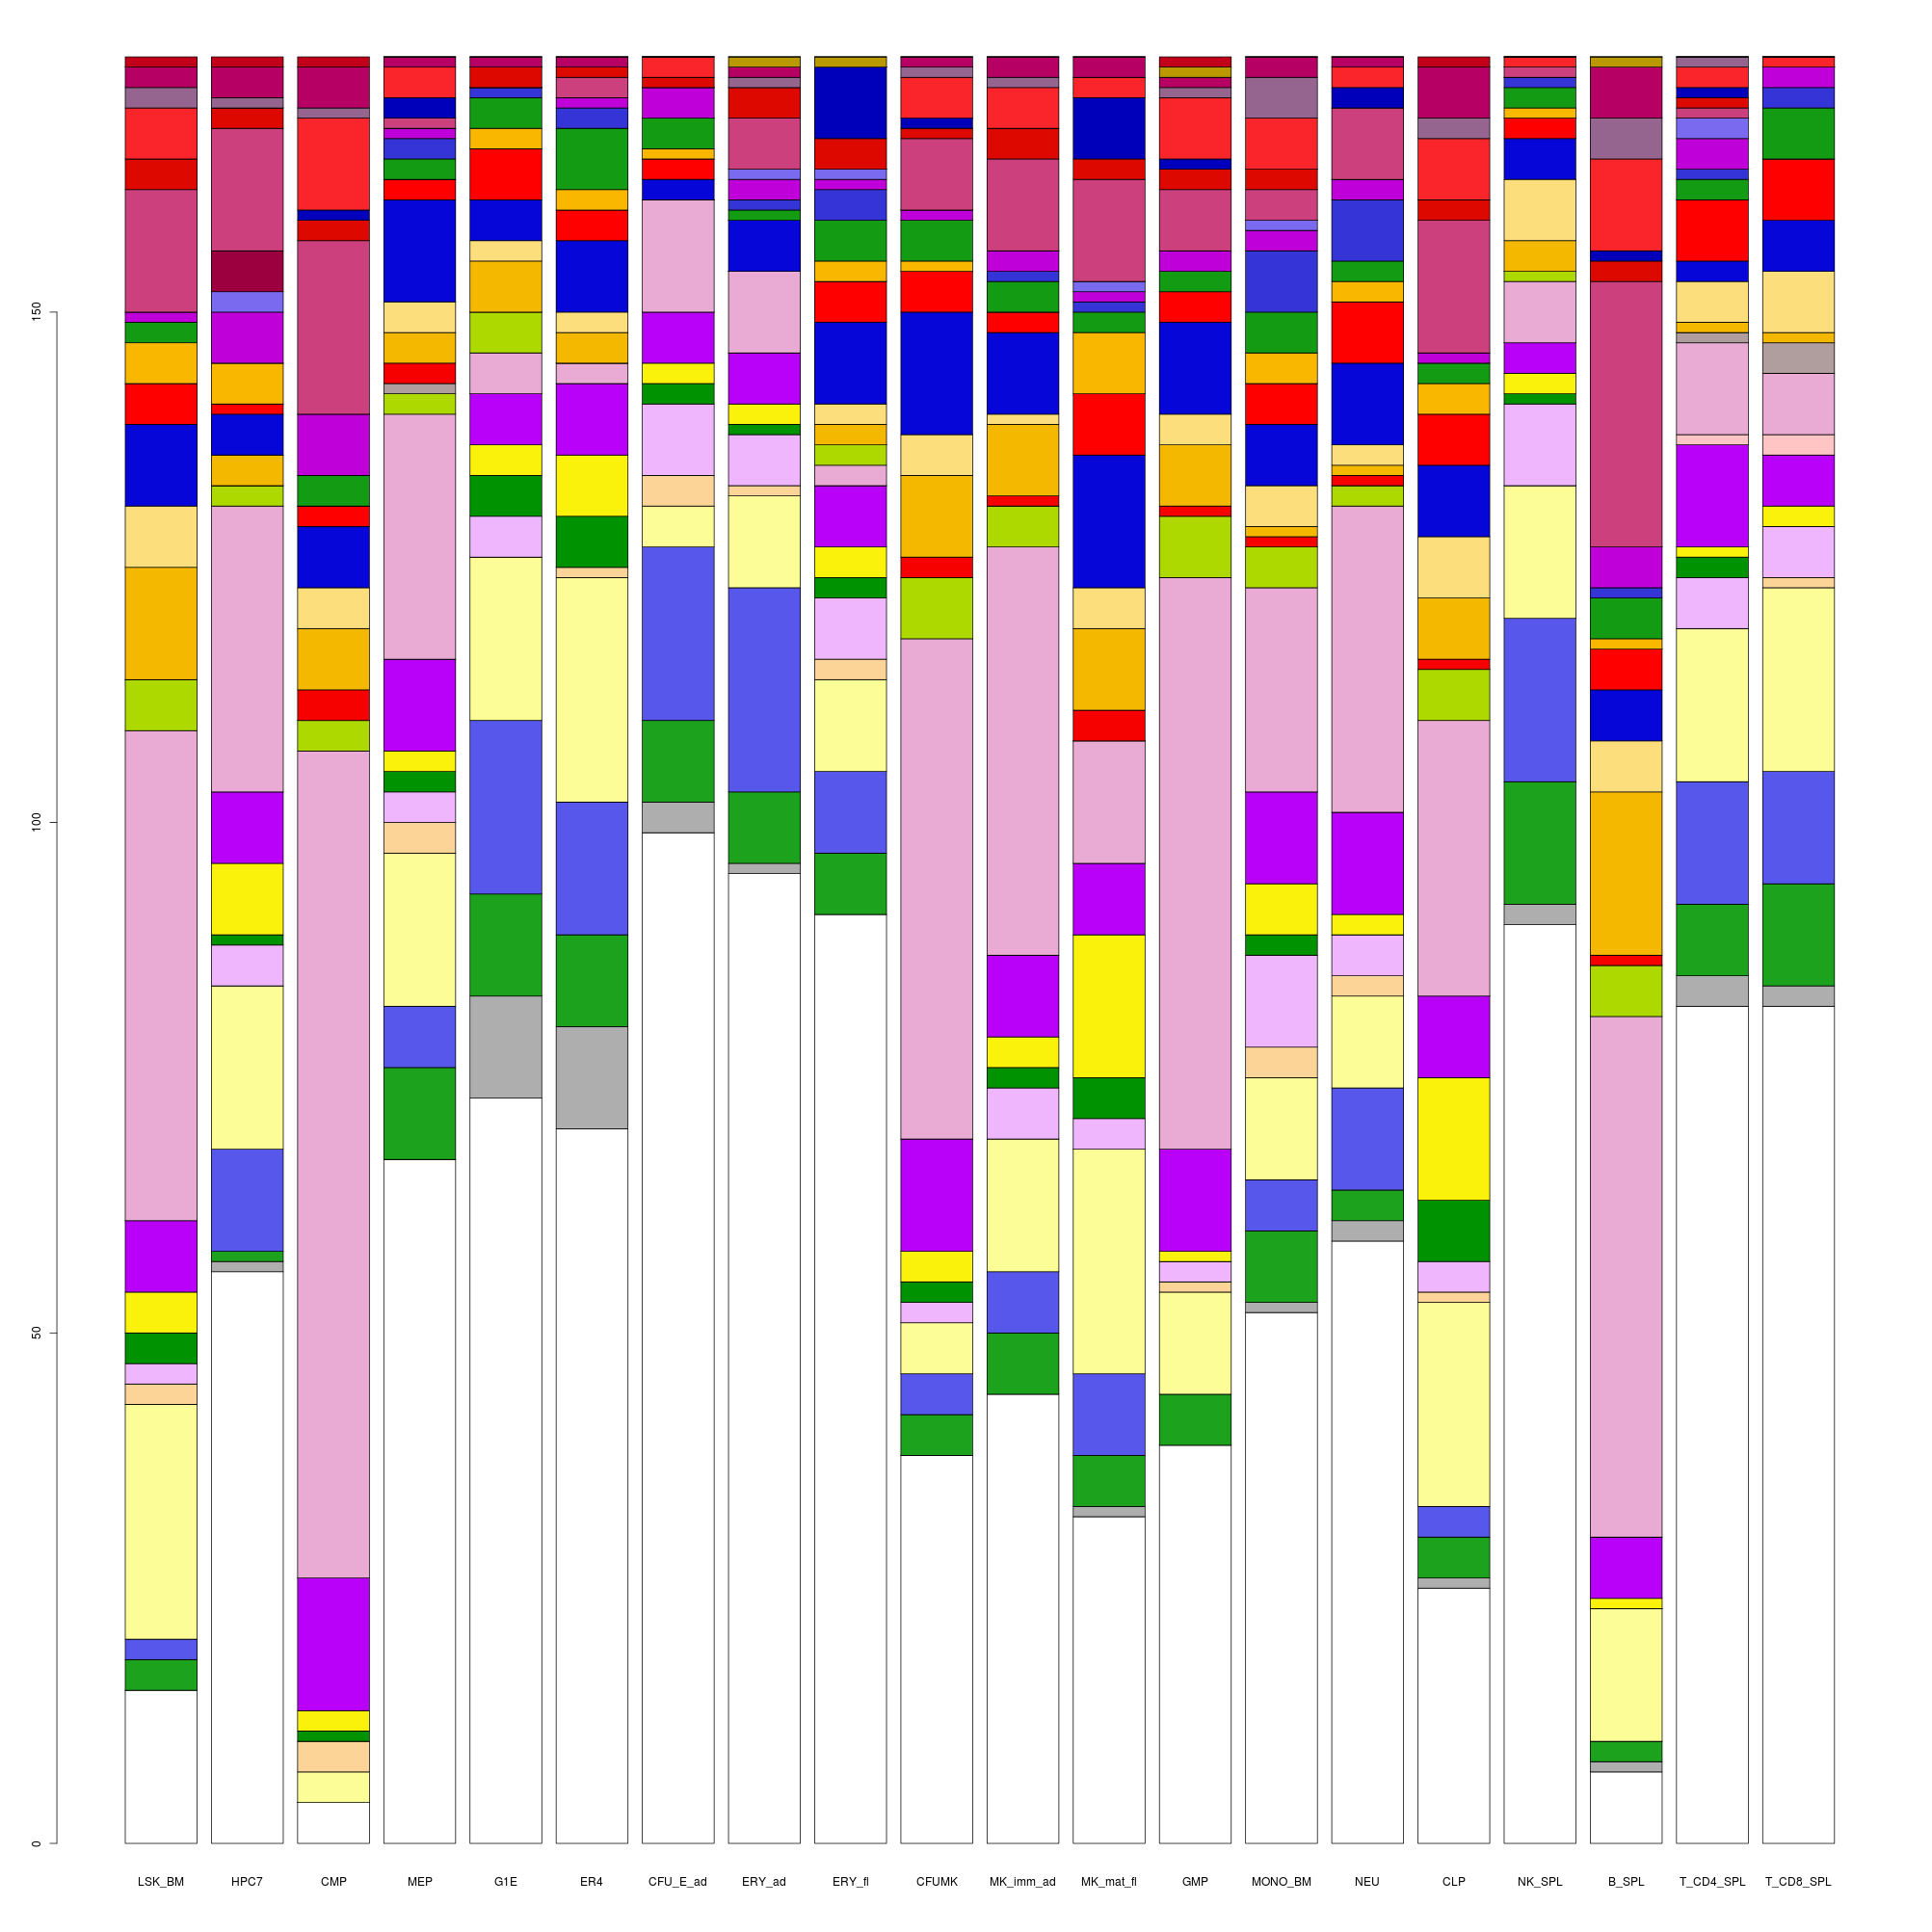 150
100
50
0
LSK_BM HPC7 CMP MEP G1E ER4 CFU_E_ad ERY_ad ERY_fl CFUMK MK_imm_ad MK_mat_fl GMP MONO_BM NEU CLP NK_SPL B_SPL T_CD4_SPL T_CD8_SPL